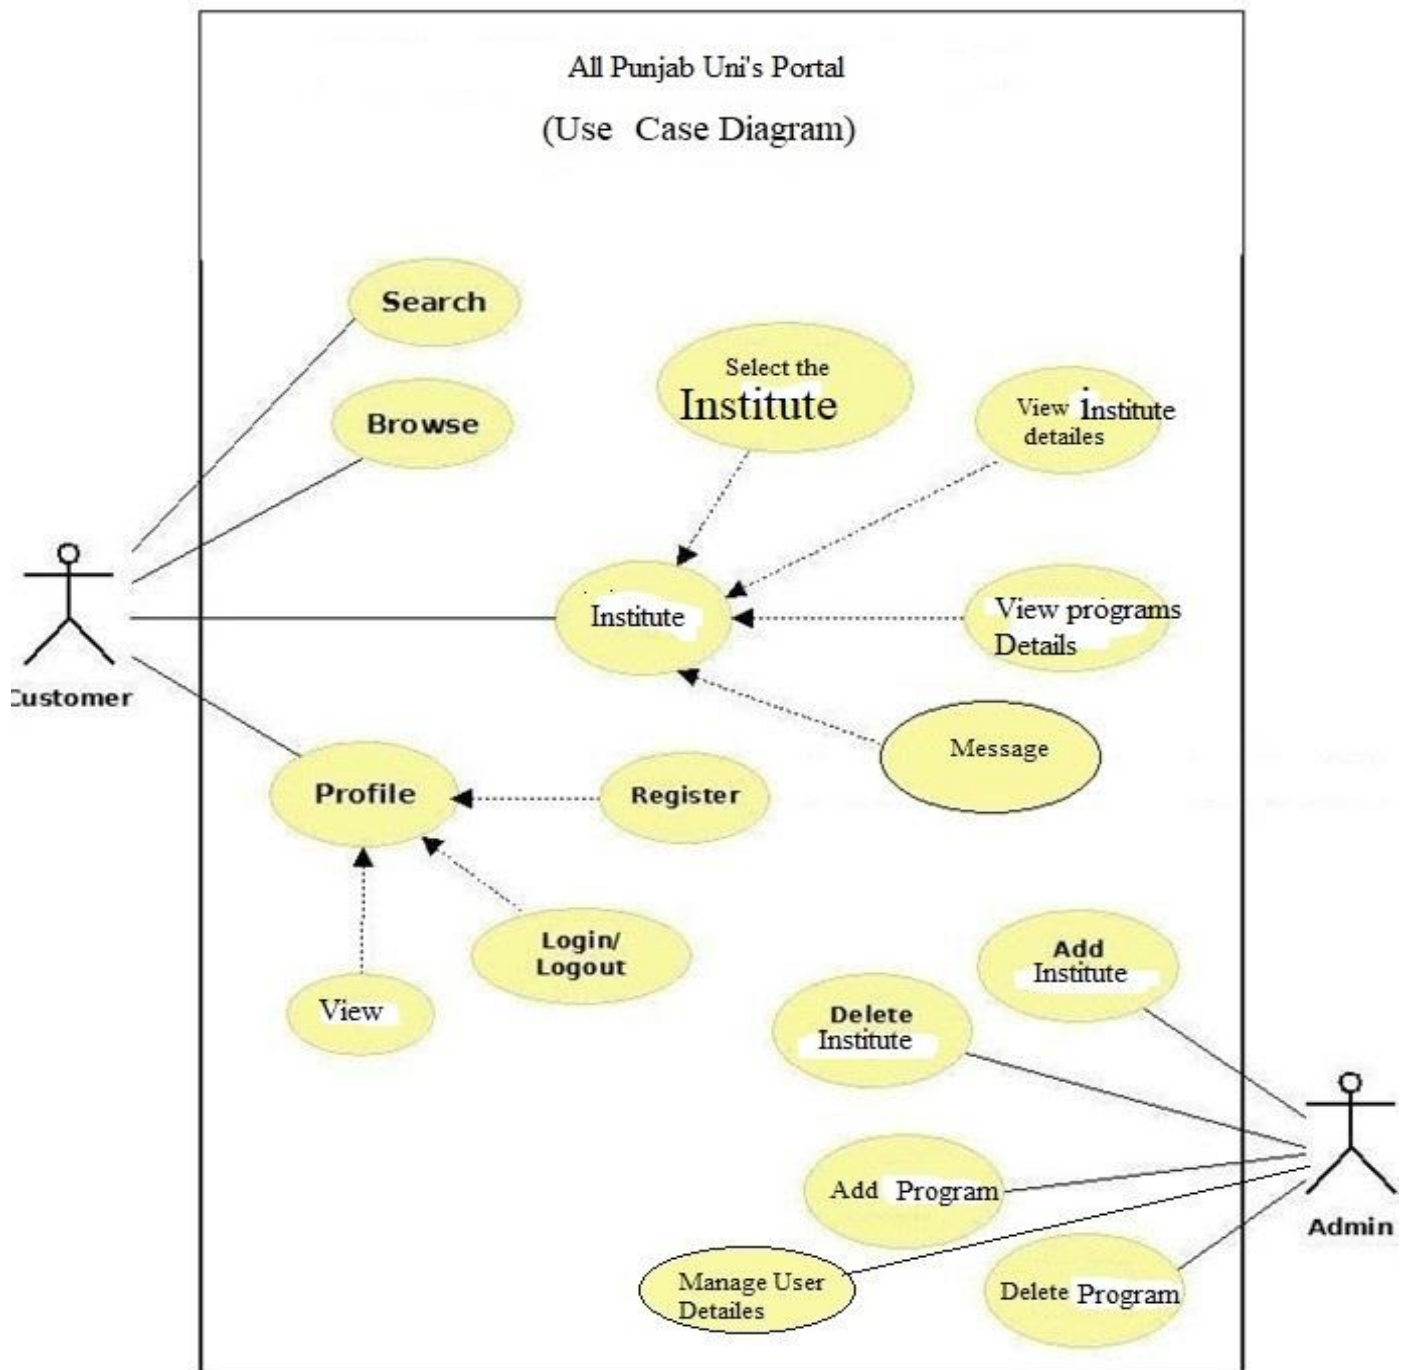 All Punjab Uni's Portal
(Use Case Diagram)
Search
Browse
Select the
Institute
View institute
detailes
Institute
View programs
Details
Customer
Message
Profile
Register
Login/
Logout
View
Add
Institute
Delete
Institute
Add Program
Admin
Manage User
Detailes
Delete Program